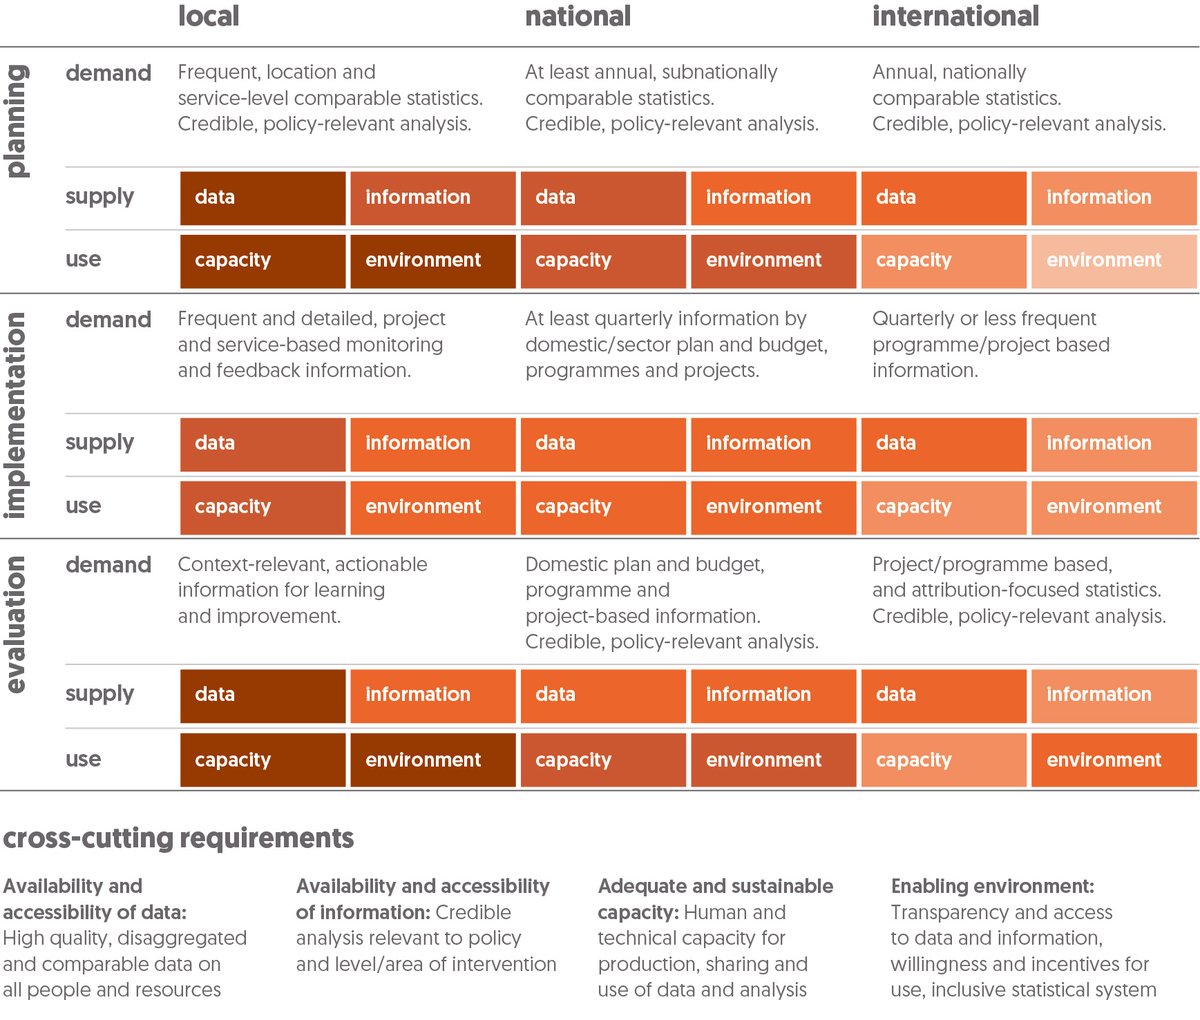 local national international
planning
demand
Frequent, location and
service-level comparable statistics.
Credible, policy-relevant analysis.
At least annual, subnationally
comparable statistics.
Credible, policy-relevant analysis.
Annual, nationally
comparable statistics.
Credible, policy-relevant analysis.
supply data information data information data information
use capacity environment capacity environment capacity environment
implementation
demand
Frequent and detailed, project
and service-based monitoring
and feedback information.
At least quarterly information by
domestic/sector plan and budget,
programmes and projects.
Quarterly or less frequent
programme/project based
information.
supply data information data information data information
use capacity environment capacity environment capacity environment
evaluation
demand
Context-relevant, actionable
information for learning
and improvement.
Domestic plan and budget,
programme and
project-based information.
Credible, policy-relevant analysis.
Project/programme based,
and attribution-focused statistics.
Credible, policy-relevant analysis.
supply data information data information data information
use capacity environment capacity environment capacity environment
cross-cutting requirements
Availability and
accessibility of data:
High quality, disaggregated
and comparable data on
all people and resources
Availability and accessibility
of information: Credible
analysis relevant to policy
and level/area of intervention
Adequate and sustainable
capacity: Human and
technical capacity for
production, sharing and
use of data and analysis
Enabling environment:
Transparency and access
to data and information,
willingness and incentives for
use, inclusive statistical system